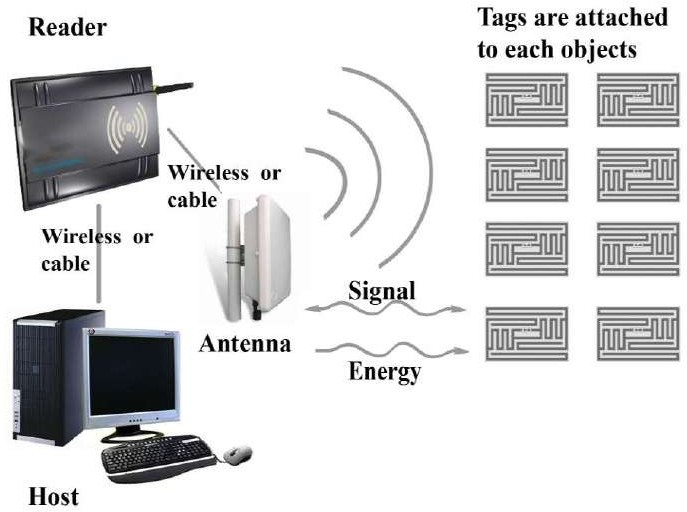 Reader
Tags are attached
to each objects
Wireless or
cable
Wireless or
cable
Signal
Antenna
Energy
Host